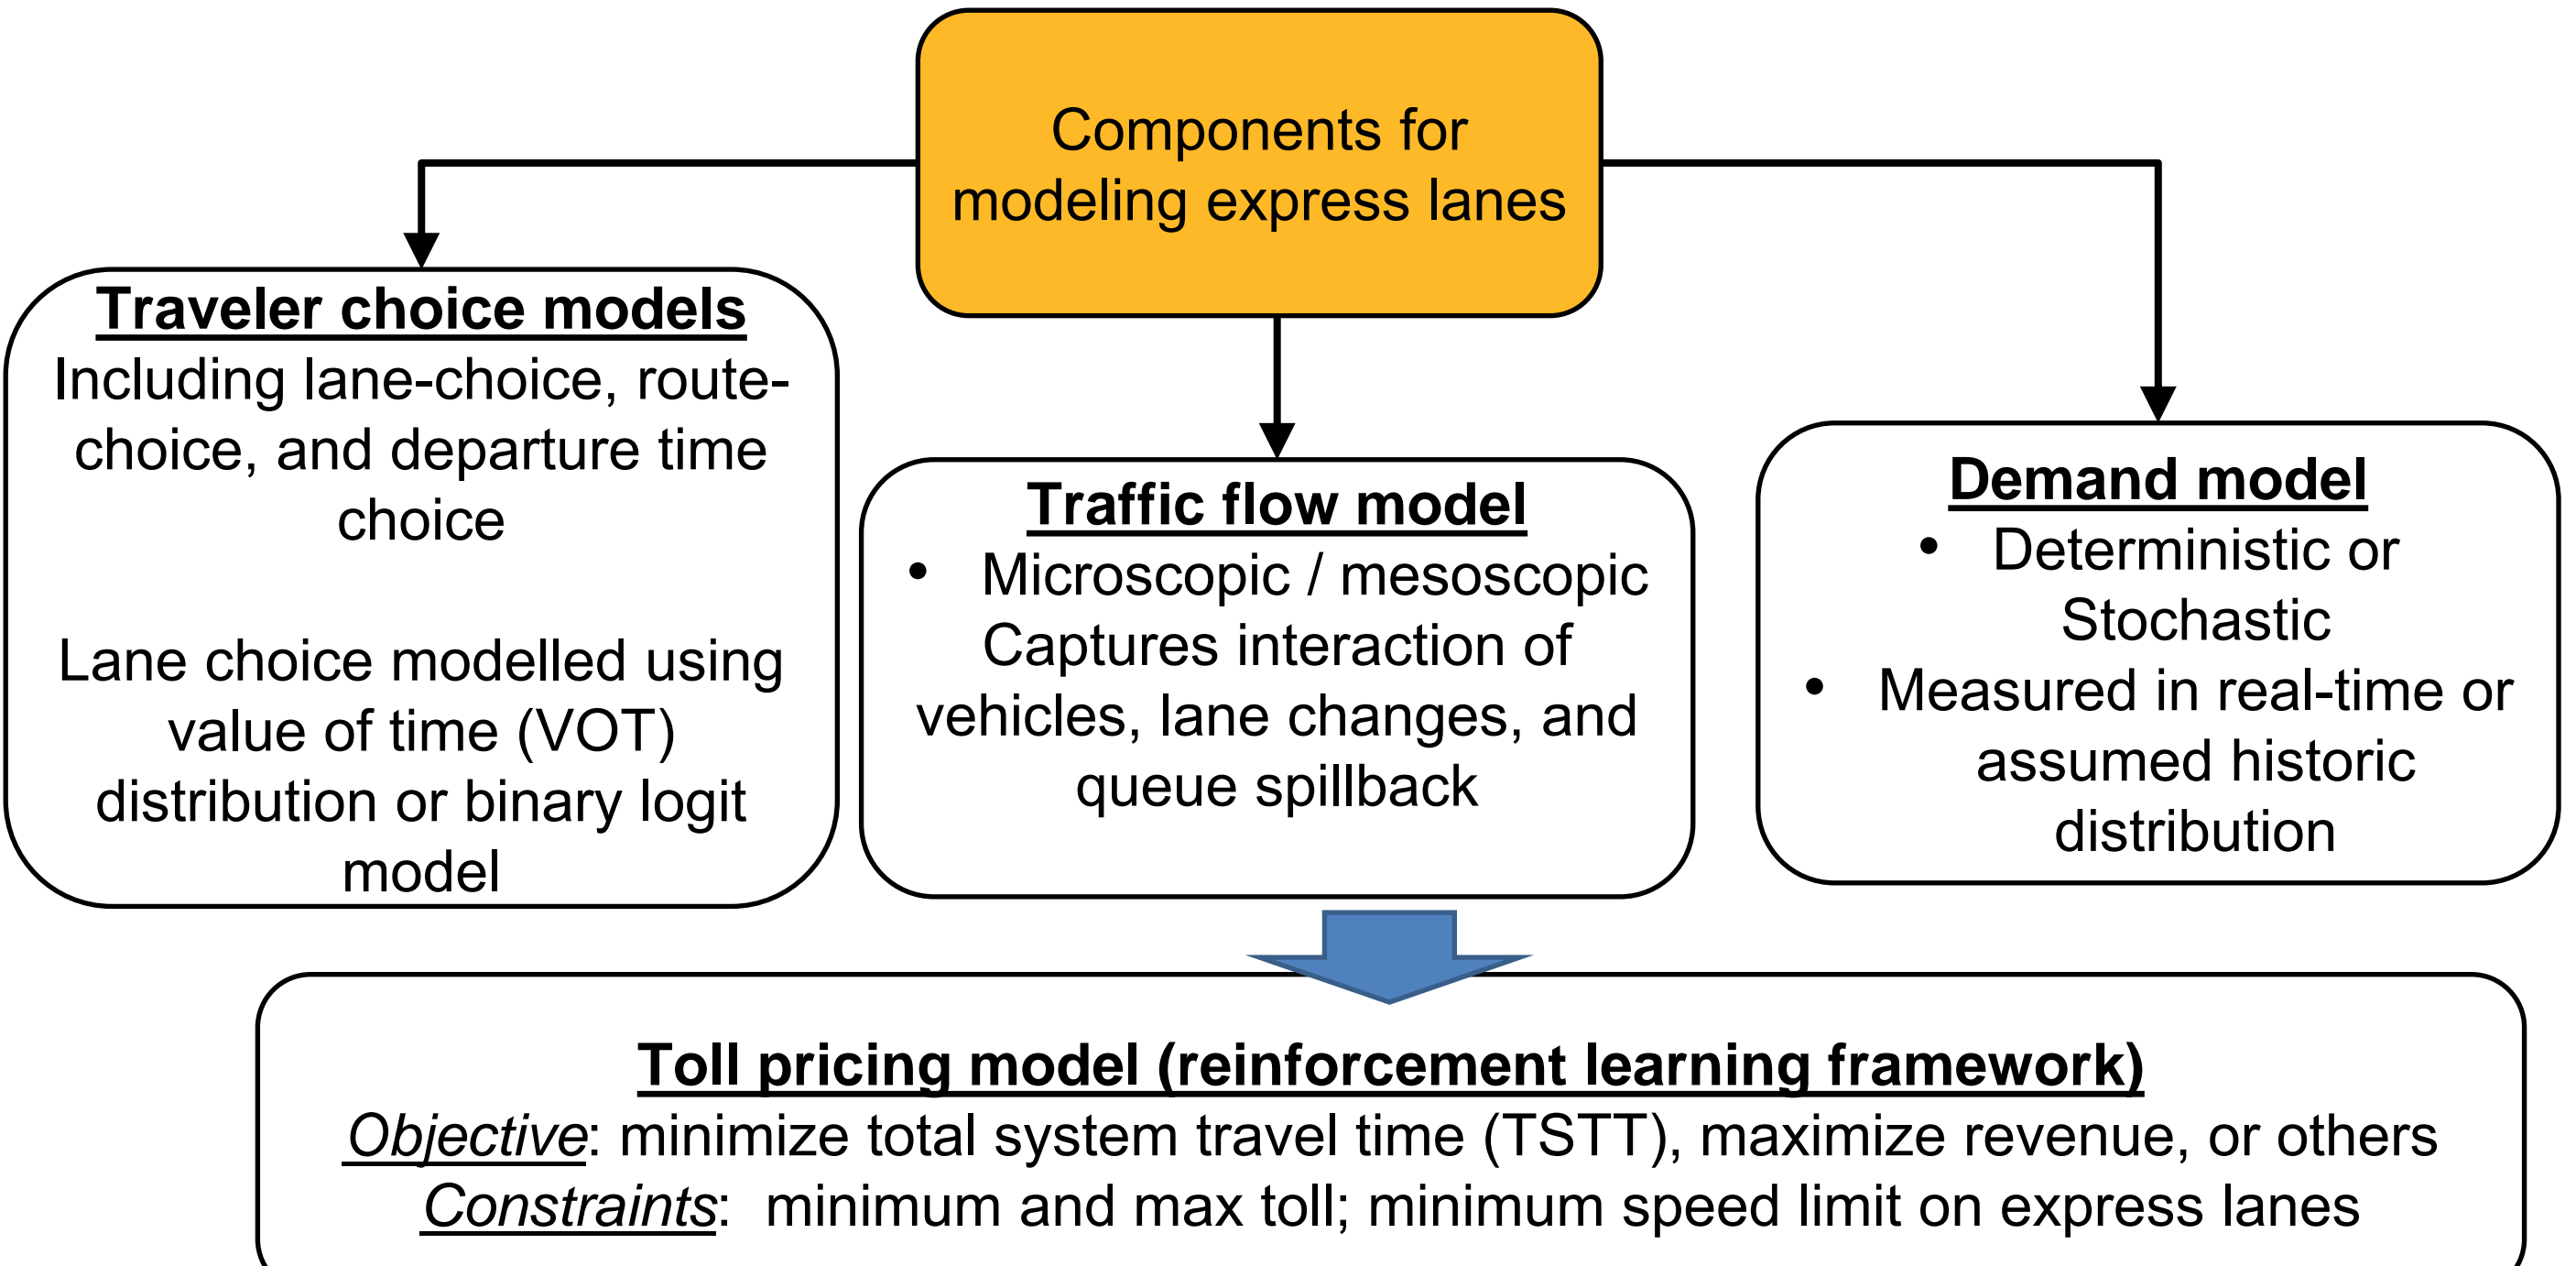 Components for
modeling express lanes
Traveler choice models
Including lane-choice, route-
choice, and departure time
choice
Lane choice modelled using
value of time (VOT)
distribution or binary logit
model
Traffic flow model
• Microscopic / mesoscopic
Captures interaction of
vehicles, lane changes, and
queue spillback
Demand model
• Deterministic or
Stochastic
• Measured in real-time or
assumed historic
distribution
Toll pricing model (reinforcement learning framework)
Objective: minimize total system travel time (TSTT), maximize revenue, or others
Constraints: minimum and max toll; minimum speed limit on express lanes